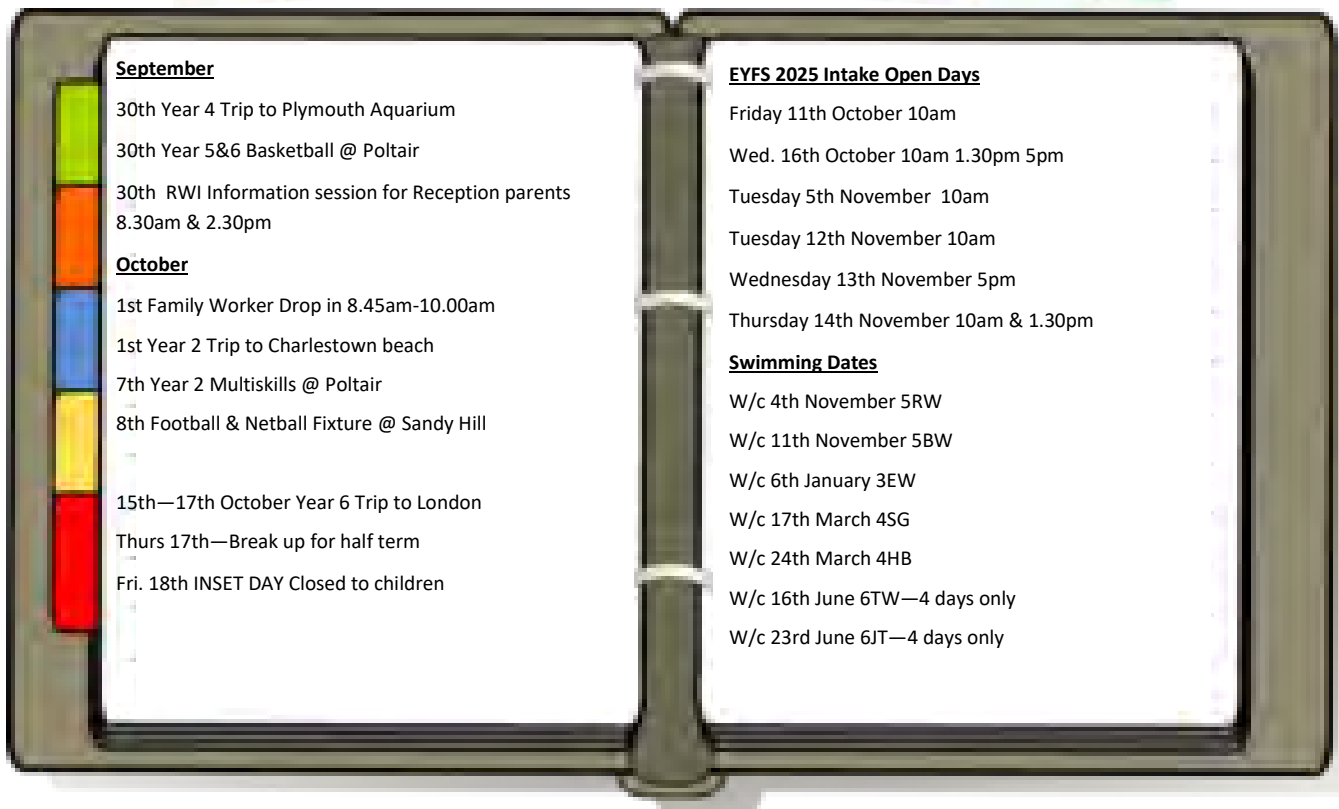 September
30th Year 4 Trip to Plymouth Aquarium
30th Year 5&6 Basketball @ Poltair
30th  RWI Information session for Reception parents
8.30am & 2.30pm
October
1st Family Worker Drop in 8.45am-10.00am
1st Year 2 Trip to Charlestown beach
7th Year 2 Multiskills @ Poltair
8th Football & Netball Fixture @ Sandy Hill
15th—17th October Year 6 Trip to London
Thurs 17th—Break up for half term
Fri. 18th INSET DAY Closed to children
EYFS 2025 Intake Open Days
Friday 11th October 10am
Wed. 16th October 10am 1.30pm 5pm
Tuesday 5th November  10am
Tuesday 12th November 10am
Wednesday 13th November 5pm
Thursday 14th November 10am & 1.30pm
Swimming Dates
W/c 4th November 5RW
W/c 11th November 5BW
W/c 6th January 3EW
W/c 17th March 4SG
W/c 24th March 4HB
W/c 16th June 6TW—4 days only
W/c 23rd June 6JT—4 days only